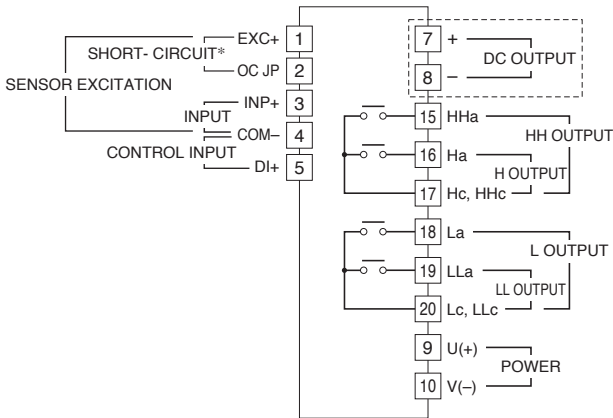 EXC+ 1
SHORT- CIRCUIT*
OC JP 2
SENSOR EXCITATION
INP+ 3
INPUT
COM– 4
CONTROL INPUT
DI+ 5
7 +
DC OUTPUT
8 –
15 HHa
HH OUTPUT
16 Ha
H OUTPUT
17 Hc, HHc
18 La
L OUTPUT
19 LLa
LL OUTPUT
20 Lc, LLc
9 U(+)
POWER
10 V(–)